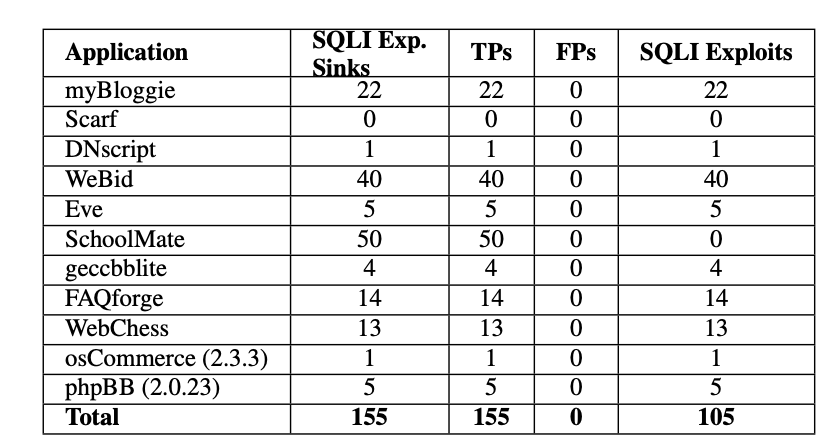 Application SQLI Exp. Sinks TPs FPs SQLI Exploits
myBloggie 22 22 0 22
Scarf 0 0 0 0
DNscript 1 1 0 1
WeBid 40 40 0 40
Eve 5 5 0 5
SchoolMate 50 50 0 0
geccbblite 4 4 0 4
FAQforge 14 14 0 14
WebChess 13 13 0 13
osCommerce (2.3.3) 1 1 0 1
phpBB (2.0.23) 5 5 0 5
Total 155 155 0 105